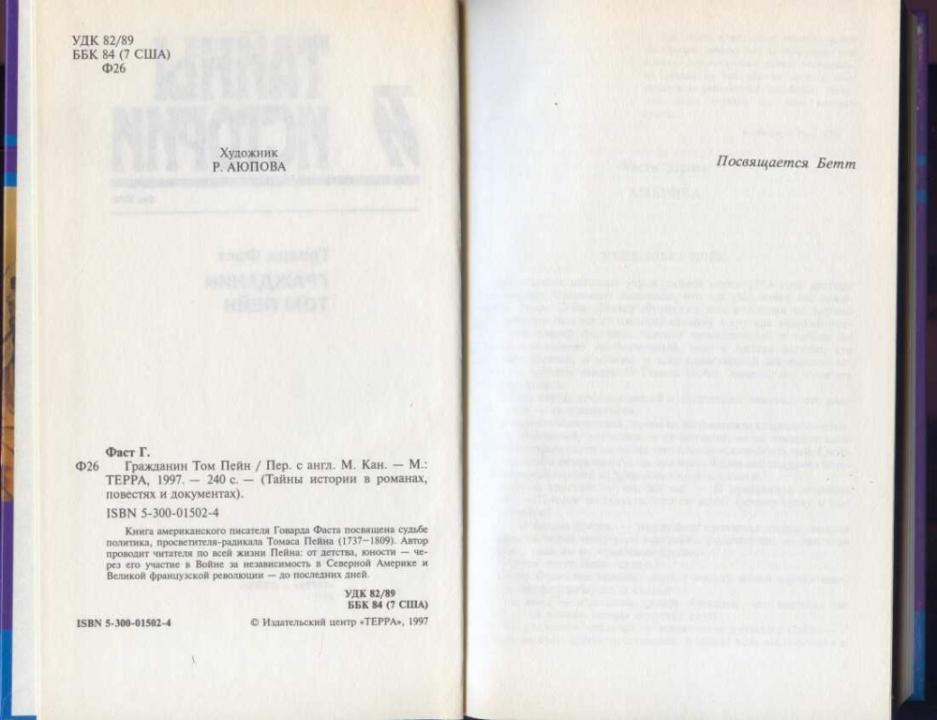 УДК 82/89
ББК 84 (7 США)
Ф26
Художник
Р. АЮПОВА
Фаст Г.
Ф26 Гражданин Том Пейн / Пер. с англ. М. Кан. — М.:
ТЕРРА, 1997. — 240 с. — (Тайны истории в романах,
повестях и документах).
ISBN 5-300-01502-4
Книга американского писателя Говарда Фаста посвящена судьбе
политика, просветителя-радикала Томаса Пейна (1737—1809). Автор
проводит читателя по всей жизни Пейна: от детства, юности — че-
рез его участие в Войне за независимость в Северной Америке и
Великой французской революции — до последних дней.
УДК 82/89
ББК 84 (7 США)
ISBN 5-300-01502-4 © Издательский центр «ТЕРРА», 1997
Посвящается Бетт